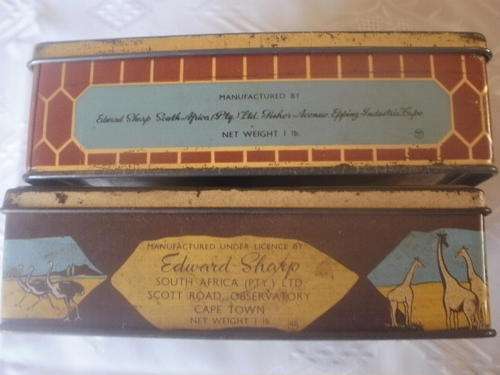 MANUFACTURED BY
Edward Sharp South Africa (Pty.) Ltd. Fisher Avenue Epping Industria Cape
NET WEIGHT 1 lb.
MANUFACTURED UNDER LICENCE BY
Edward Sharp
SOUTH AFRICA (PTY.) LTD
SCOTT ROAD, OBSERVATORY
CAPE TOWN
NET WEIGHT 1 lb.